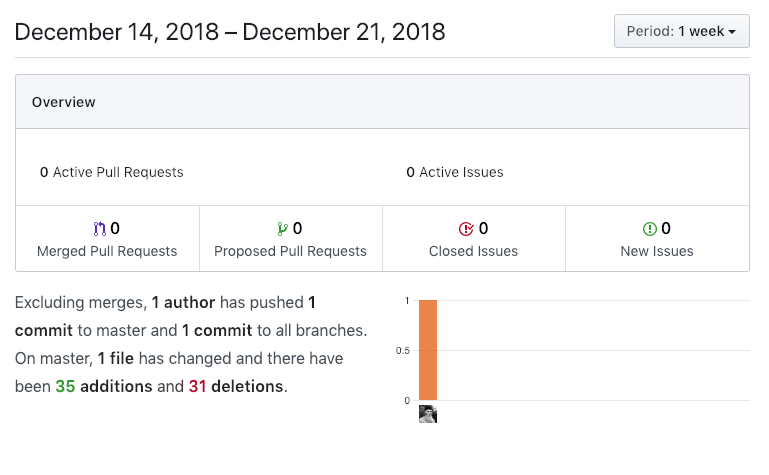 December 14, 2018 – December 21, 2018
Period: 1 week
Overview
0 Active Pull Requests
0 Active Issues
0
Merged Pull Requests
0
Proposed Pull Requests
0
Closed Issues
0
New Issues
Excluding merges, 1 author has pushed 1
commit to master and 1 commit to all branches.
On master, 1 file has changed and there have
been 35 additions and 31 deletions.
1
0.5
0